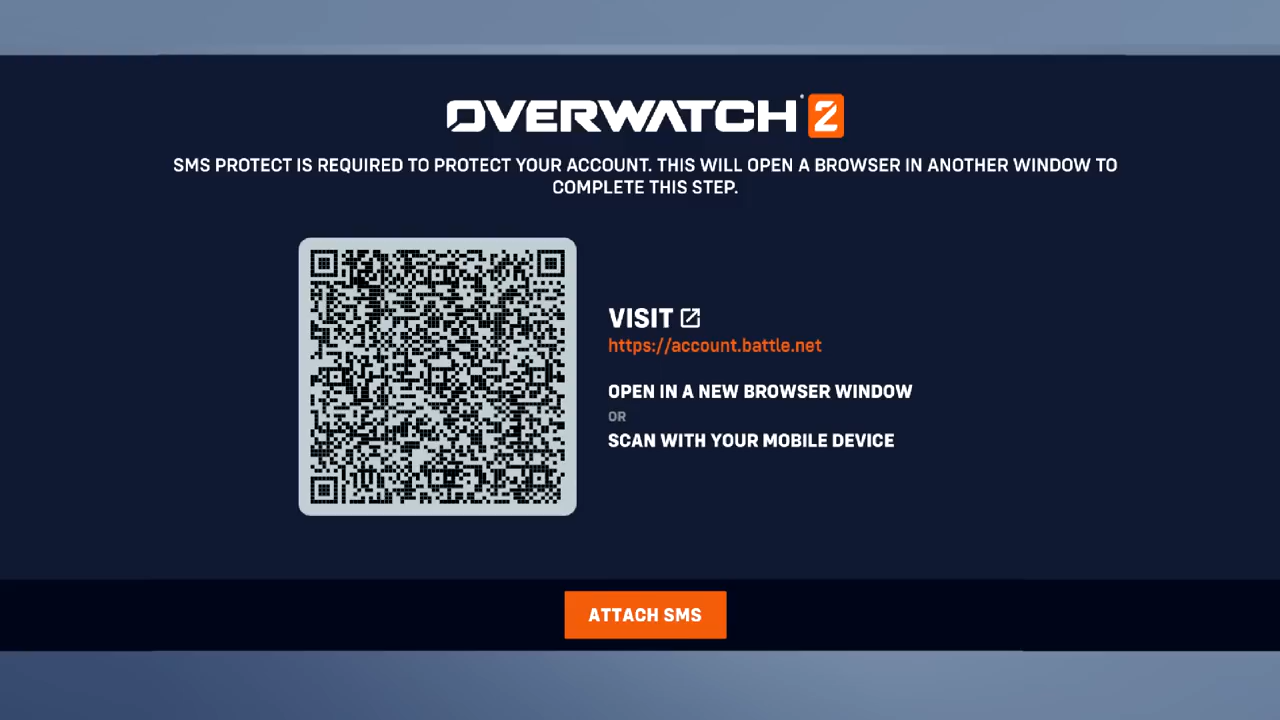 OVERWATCH 2
SMS PROTECT IS REQUIRED TO PROTECT YOUR ACCOUNT. THIS WILL OPEN A BROWSER IN ANOTHER WINDOW TO
COMPLETE THIS STEP.
VISIT
https://account.battle.net
OPEN IN A NEW BROWSER WINDOW
OR
SCAN WITH YOUR MOBILE DEVICE
ATTACH SMS